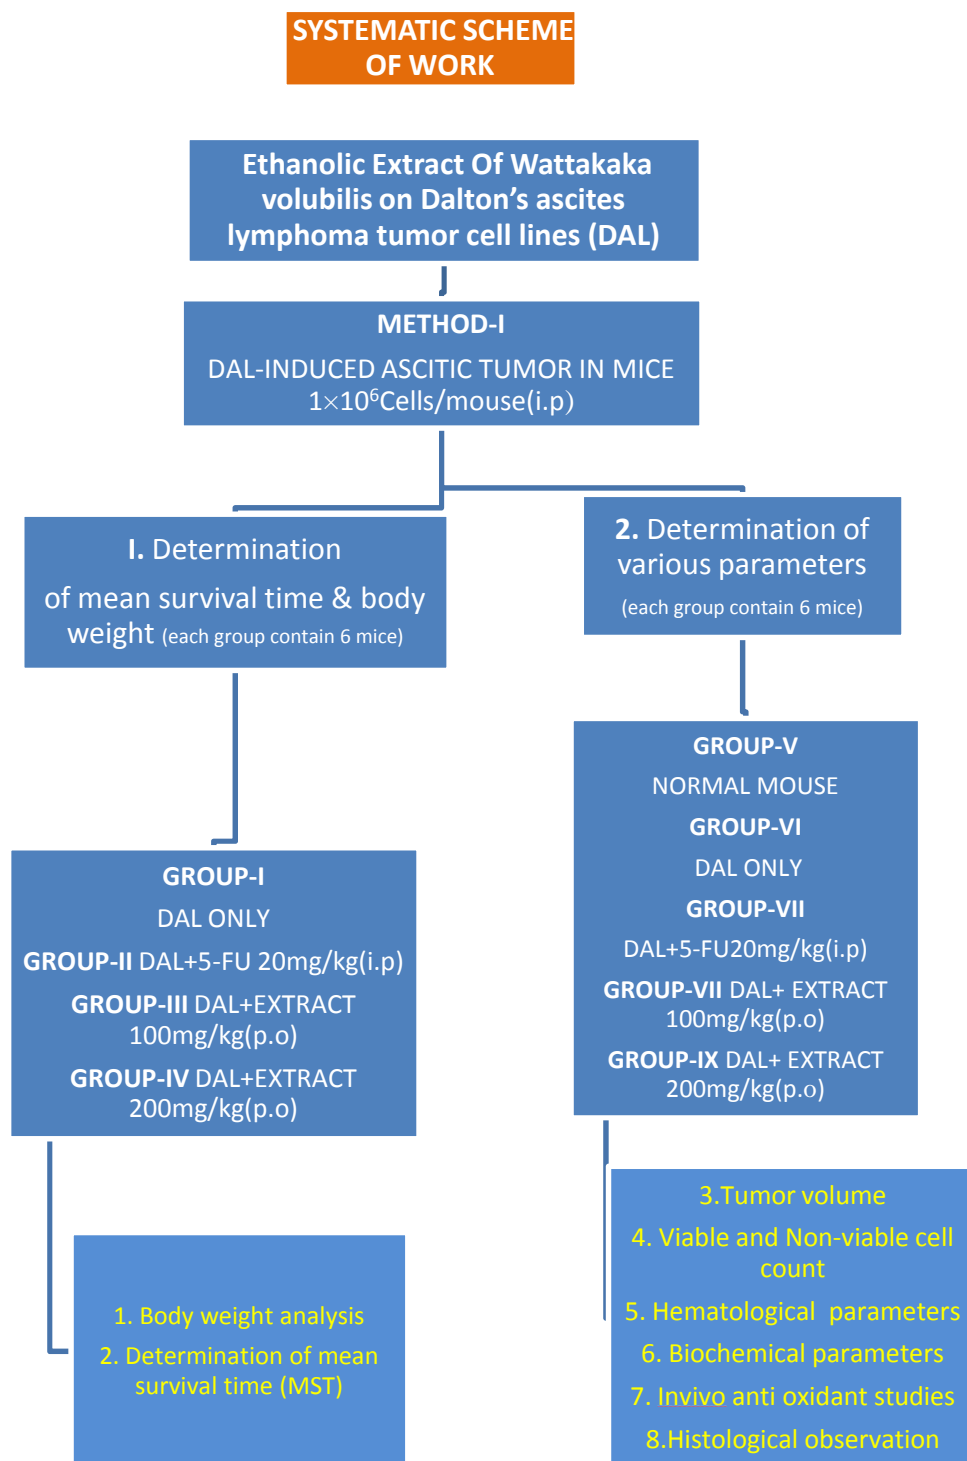 SYSTEMATIC SCHEME
OF WORK
Ethanolic Extract Of Wattakaka
volubilis on Dalton’s ascites
lymphoma tumor cell lines (DAL)
METHOD-I
DAL-INDUCED ASCITIC TUMOR IN MICE
1×10⁶Cells/mouse(i.p)
I. Determination
of mean survival time & body
weight (each group contain 6 mice)
2. Determination of
various parameters
(each group contain 6 mice)
GROUP-I
DAL ONLY
GROUP-II DAL+5-FU 20mg/kg(i.p)
GROUP-III DAL+EXTRACT
100mg/kg(p.o)
GROUP-IV DAL+EXTRACT
200mg/kg(p.o)
GROUP-V
NORMAL MOUSE
GROUP-VI
DAL ONLY
GROUP-VII
DAL+5-FU20mg/kg(i.p)
GROUP-VII DAL+ EXTRACT
100mg/kg(p.o)
GROUP-IX DAL+ EXTRACT
200mg/kg(p.o)
1. Body weight analysis
2. Determination of mean
survival time (MST)
3.Tumor volume
4. Viable and Non-viable cell
count
5. Hematological parameters
6. Biochemical parameters
7. Invivo anti oxidant studies
8.Histological observation